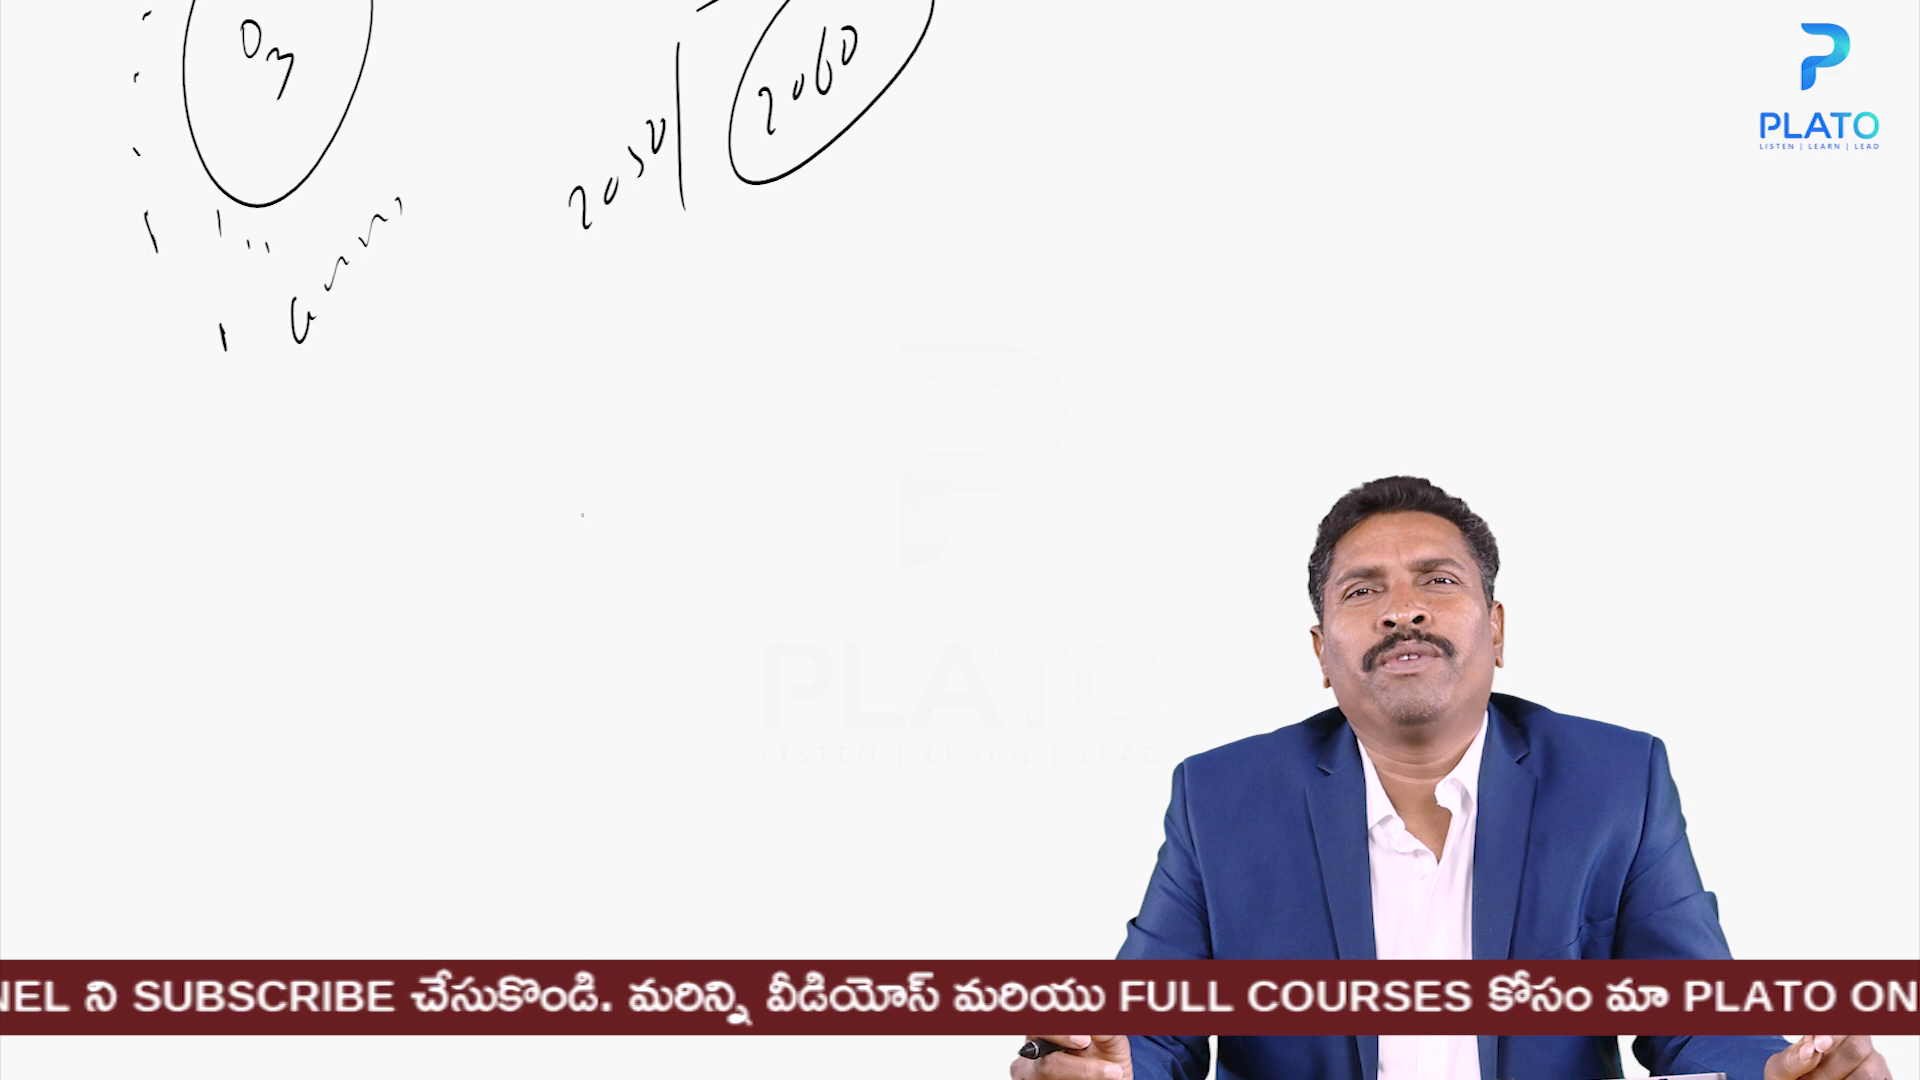 O3
2050
2060
PLATO
LISTEN | LEARN | LEAD
PLATO
LISTEN | LEARN | LEAD
NEL ని SUBSCRIBE చేసుకొండి. మరిన్ని వీడియోస్ మరియు FULL COURSES కోసం మా PLATO ON